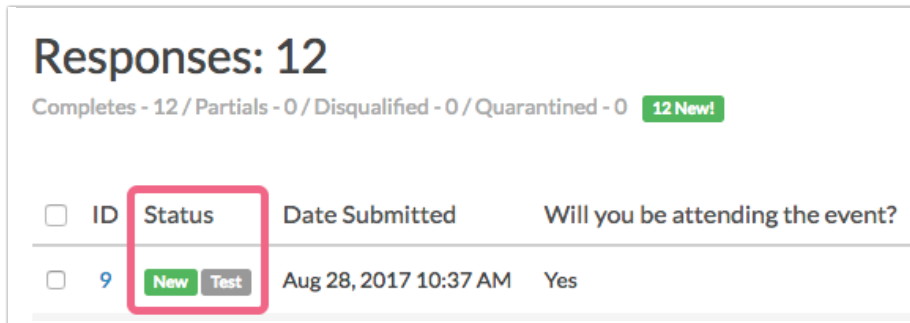 Responses: 12
Completes - 12 / Partials - 0 / Disqualified - 0 / Quarantined - 0 12 New!
ID Status Date Submitted Will you be attending the event?
9 New Test Aug 28, 2017 10:37 AM Yes